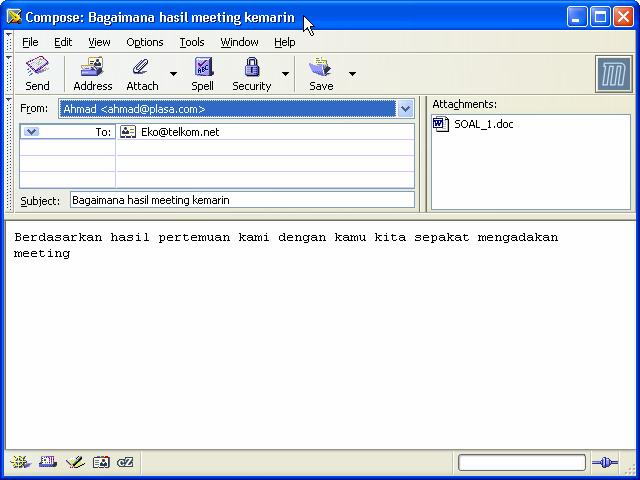 Compose: Bagaimana hasil meeting kemarin
File Edit View Options Tools Window Help
Send Address Attach Spell Security Save
From: Ahmad <ahmad@plasa.com>
To: Eko@telkom.net
Subject: Bagaimana hasil meeting kemarin
Attachments:
SOAL_1.doc
Berdasarkan hasil pertemuan kami dengan kamu kita sepakat mengadakan
meeting
cZ